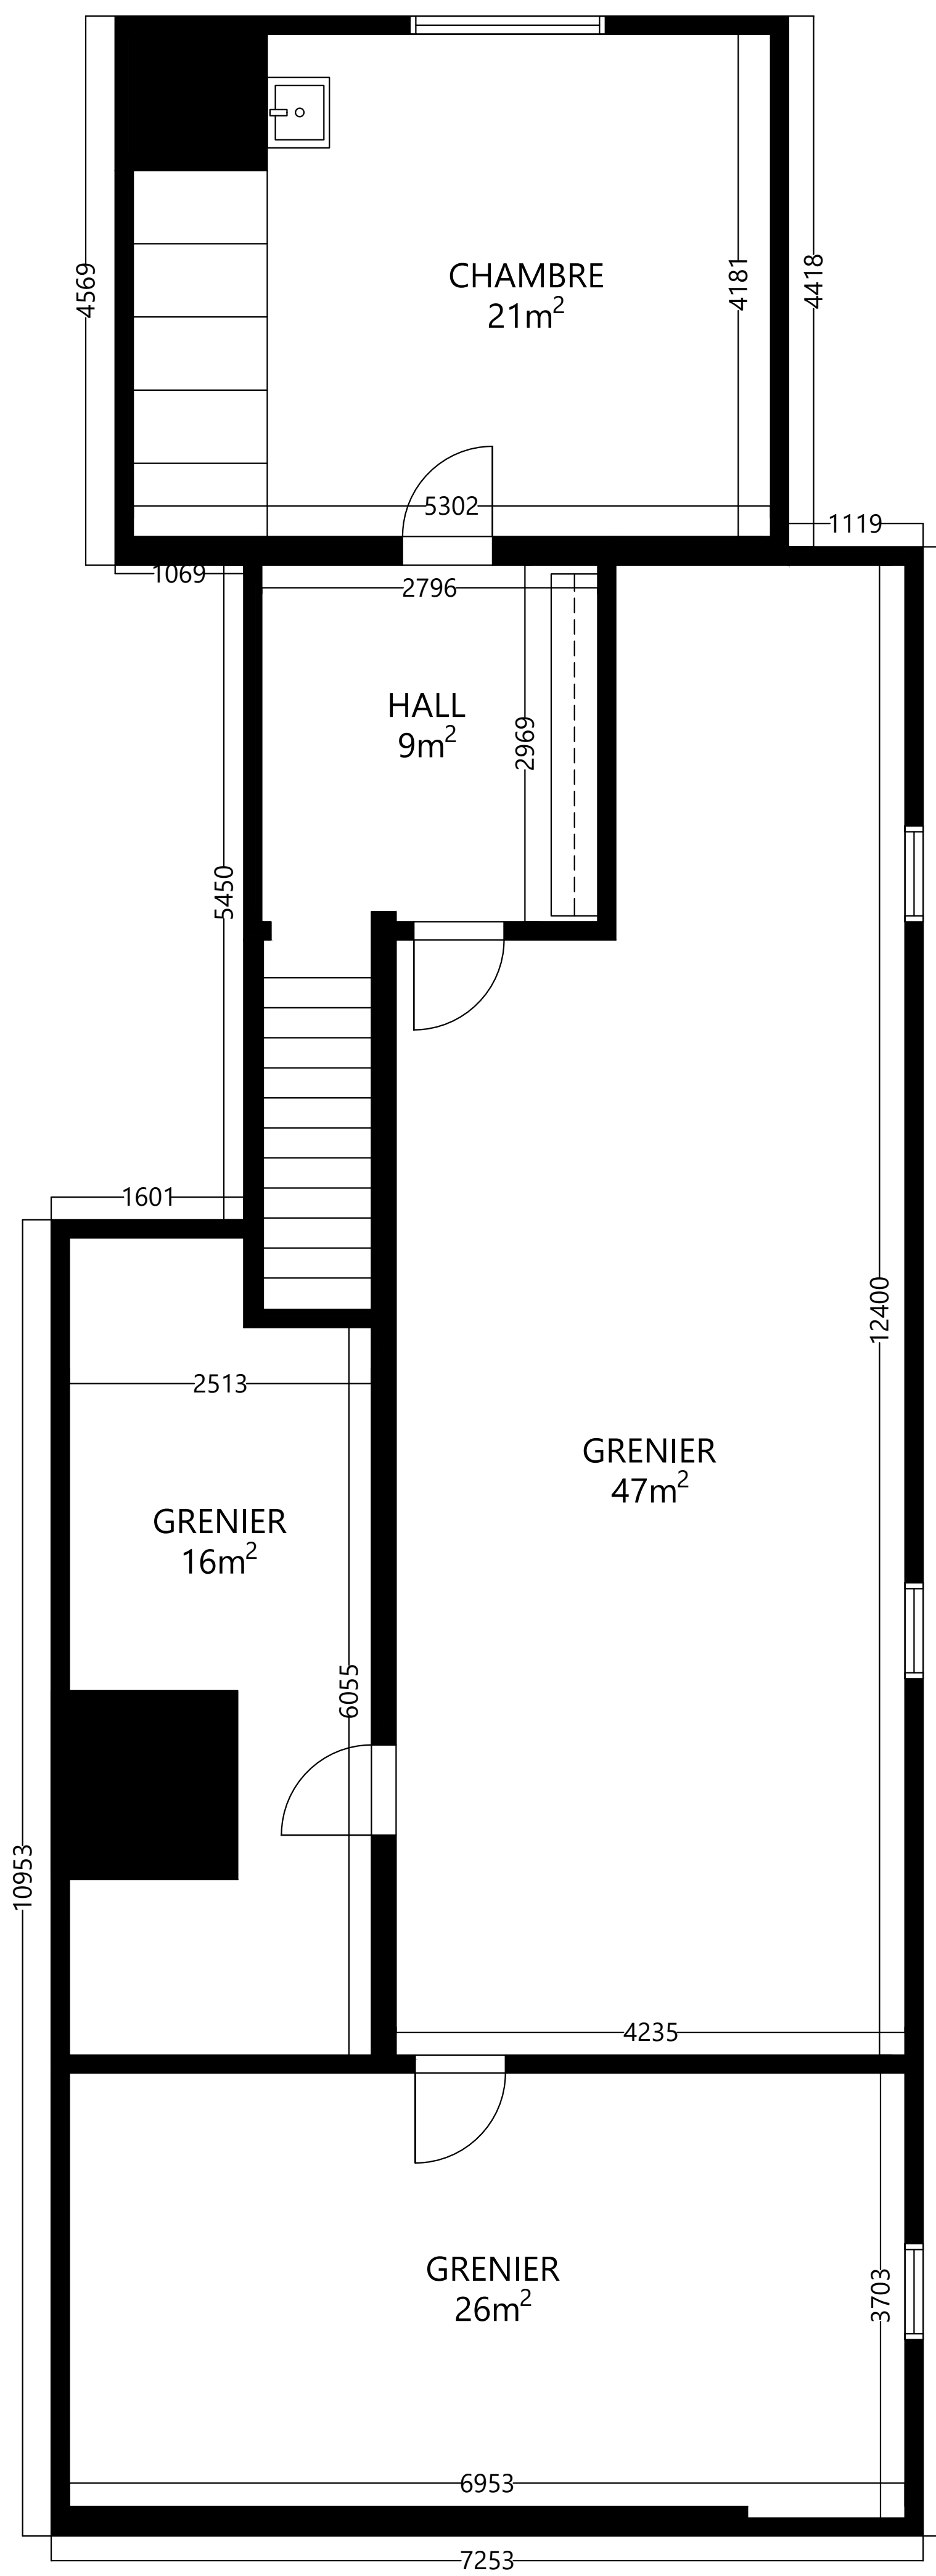 4569
CHAMBRE
21m²
4181
4418
5302
1119
1069
2796
HALL
9m²
2969
5450
1601
12400
2513
GRENIER
47m²
GRENIER
16m²
6055
10953
4235
GRENIER
26m²
3703
6953
7253